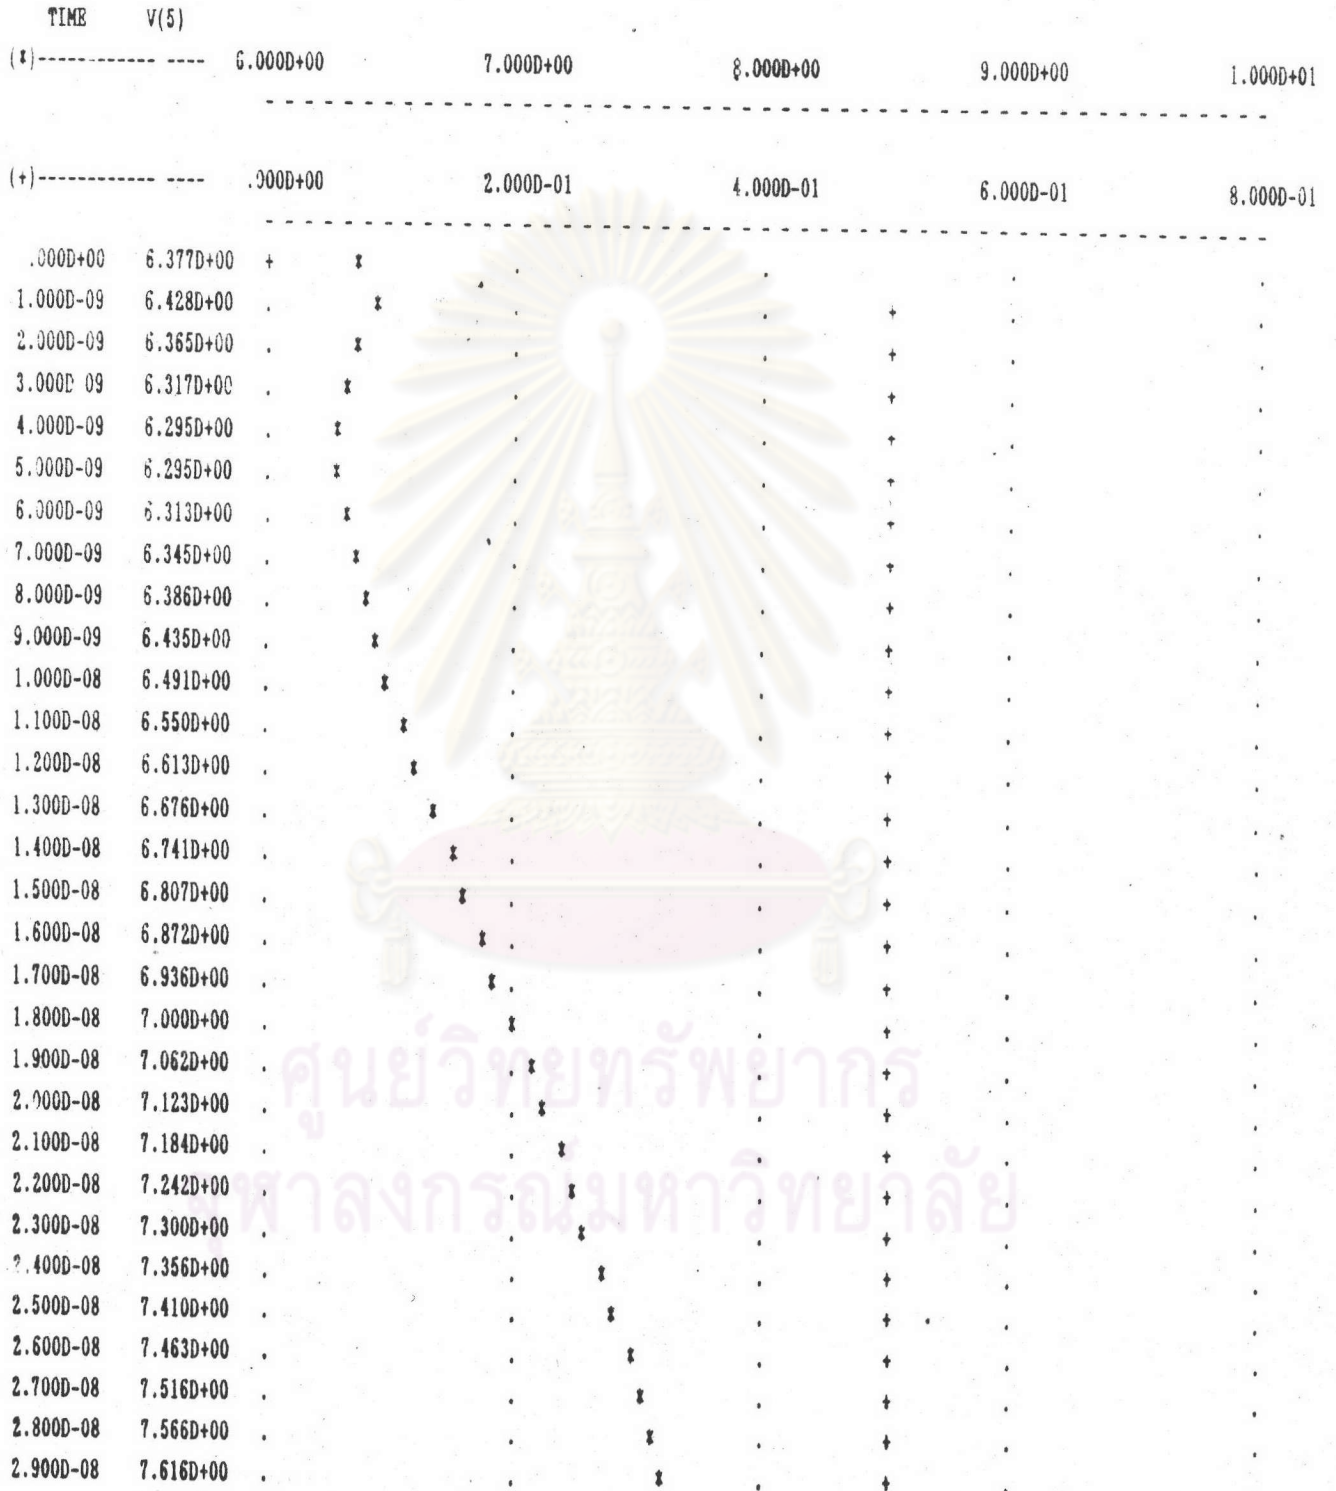 TIME V(5)
(*)------------- ---- 6.000D+00 7.000D+00 8.000D+00 9.000D+00 1.000D+01
(+)------------- ---- .000D+00 2.000D-01 4.000D-01 6.000D-01 8.000D-01
.000D+00 6.377D+00
1.000D-09 6.428D+00
2.000D-09 6.365D+00
3.000D 09 6.317D+00
4.000D-09 6.295D+00
5.000D-09 6.295D+00
6.000D-09 6.313D+00
7.000D-09 6.345D+00
8.000D-09 6.386D+00
9.000D-09 6.435D+00
1.000D-08 6.491D+00
1.100D-08 6.550D+00
1.200D-08 6.613D+00
1.300D-08 6.676D+00
1.400D-08 6.741D+00
1.500D-08 6.807D+00
1.600D-08 6.872D+00
1.700D-08 6.936D+00
1.800D-08 7.000D+00
1.900D-08 7.062D+00
2.000D-08 7.123D+00
2.100D-08 7.184D+00
2.200D-08 7.242D+00
2.300D-08 7.300D+00
2.400D-08 7.356D+00
2.500D-08 7.410D+00
2.600D-08 7.463D+00
2.700D-08 7.516D+00
2.800D-08 7.566D+00
2.900D-08 7.616D+00
ศูนย์วิทยทรัพยากร
จุฬาลงกรณ์มหาวิทยาลัย